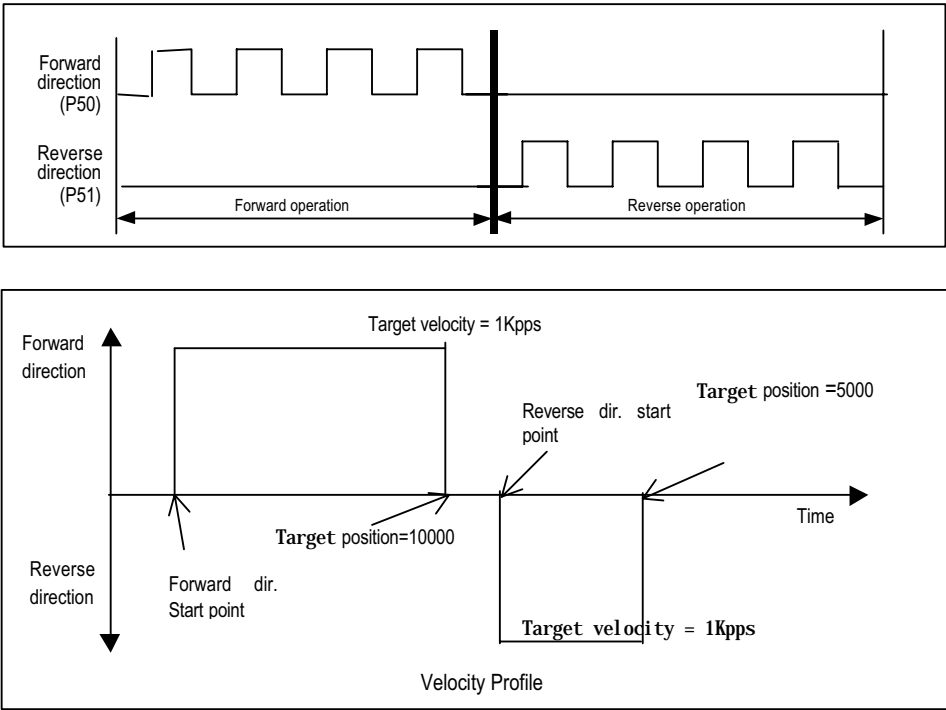 Forward
direction
(P50)
Reverse
direction
(P51)
Forward operation
Reverse operation
Target velocity = 1Kpps
Forward
direction
Target position =5000
Reverse dir. start
point
Time
Target position=10000
Reverse
direction
Forward dir.
Start point
Target velocity = 1Kpps
Velocity Profile